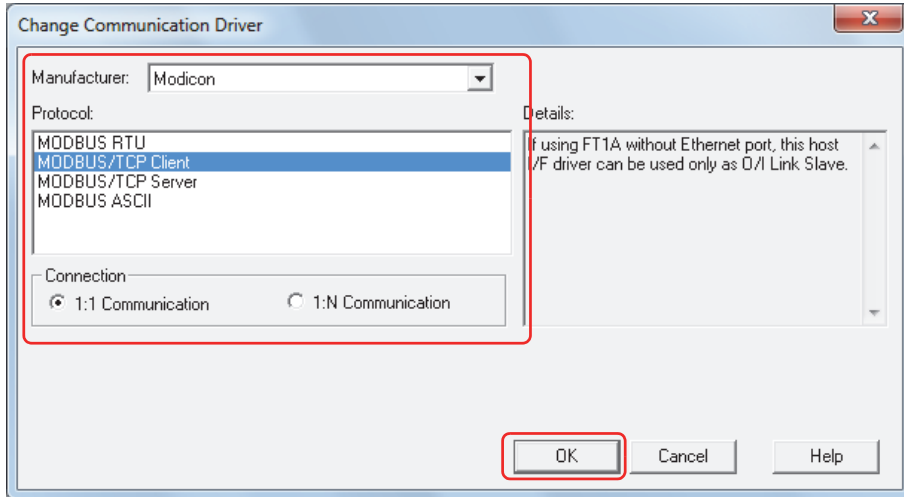 Change Communication Driver
Manufacturer: Modicon
Protocol:
MODBUS RTU
MODBUS/TCP Client
MODBUS/TCP Server
MODBUS ASCII
Connection
1:1 Communication 1:N Communication
Details:
If using FT1A without Ethernet port, this host
I/F driver can be used only as O/I Link Slave.
OK Cancel Help